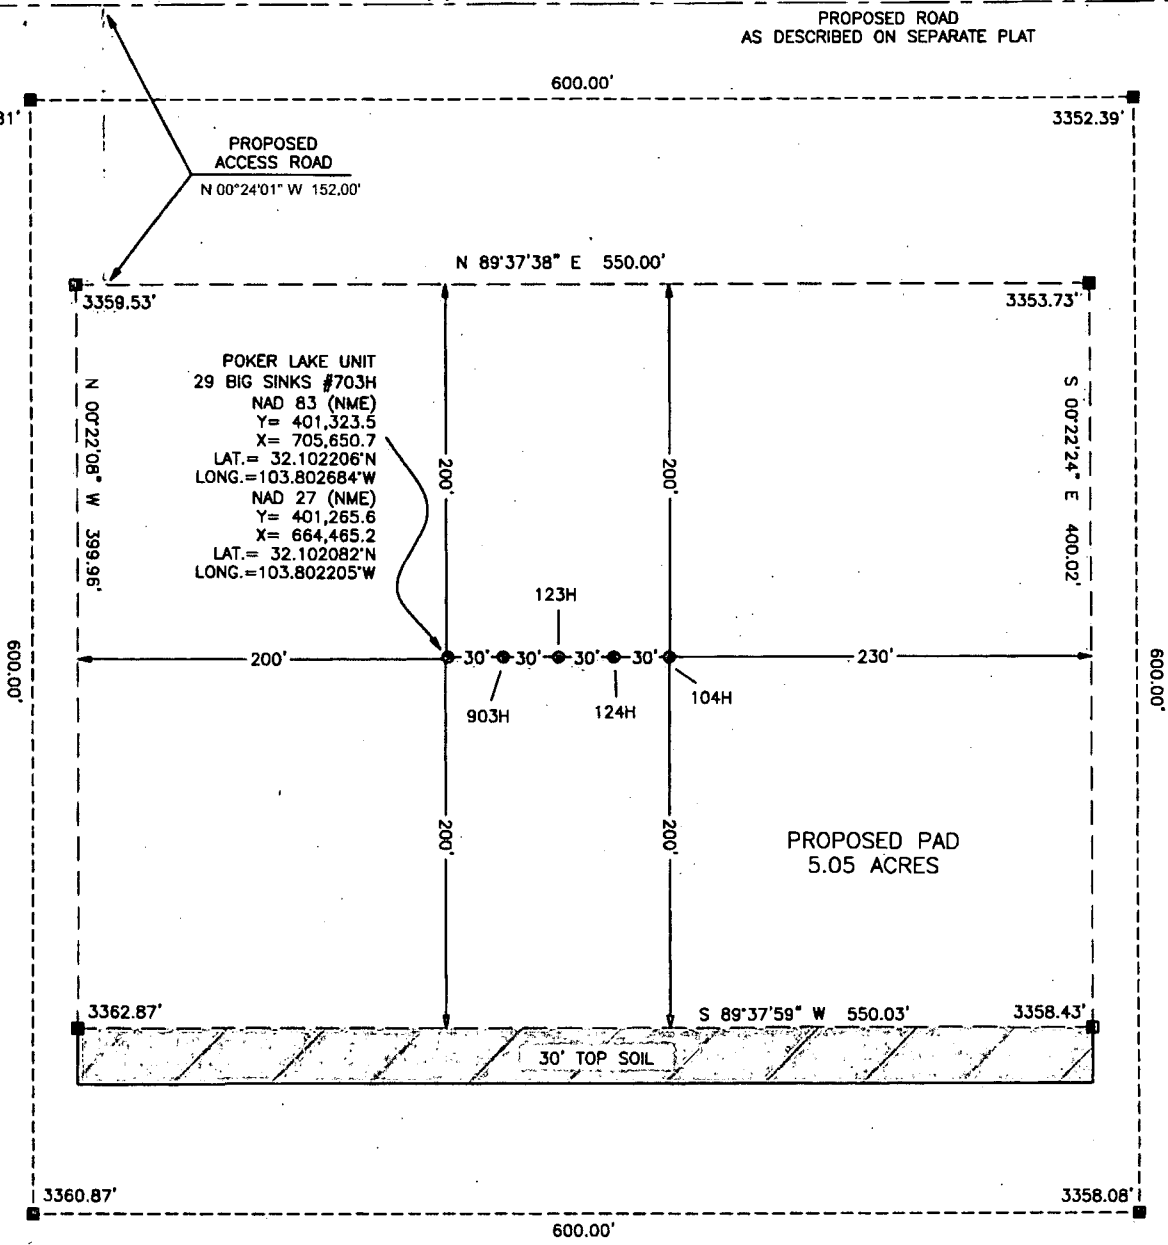 PROPOSED ROAD
AS DESCRIBED ON SEPARATE PLAT
600.00'
3352.39'
PROPOSED
ACCESS ROAD
N 00°24'01" W 152.00'
N 89°37'38" E 550.00'
3359.53'
3353.73'
POKER LAKE UNIT
29 BIG SINKS #703H
NAD 83 (NME)
Y= 401,323.5
X= 705,650.7
LAT.= 32.102206°N
LONG.=103.802684°W
NAD 27 (NME)
Y= 401,265.6
X= 664,465.2
LAT.= 32.102082°N
LONG.=103.802205°W
N 00°22'08" W 399.96'
S 00°22'24" E 400.02'
200'
200'
123H
600.00'
200'
30'
30'
30'
30'
230'
600.00'
903H
124H
104H
200'
200'
PROPOSED PAD
5.05 ACRES
3362.87'
S 89°37'59" W 550.03'
3358.43'
30' TOP SOIL
3360.87'
3358.08'
600.00'